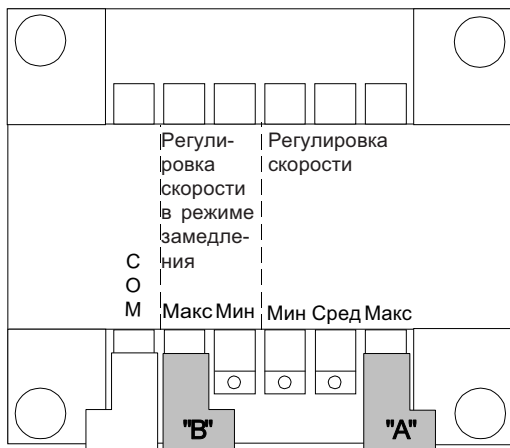 Регули-
ровка
скорости
в режиме
замедле-
ния
Регулировка
скорости
С
О
М
Макс Мин
Мин Сред Макс
"B"
"A"